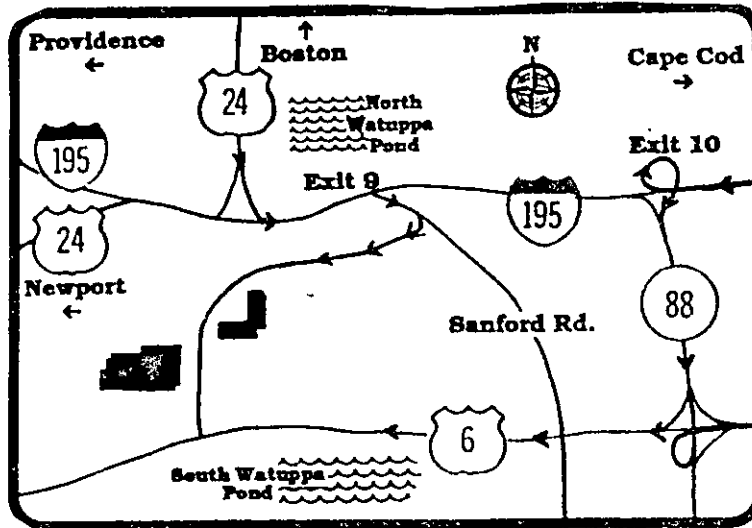 Providence
←
↑
Boston
N
Cape Cod
→
24
North
Watuppa
Pond
195
Exit 9
Exit 10
195
24
Newport
←
88
Sanford Rd.
6
South Watuppa
Pond